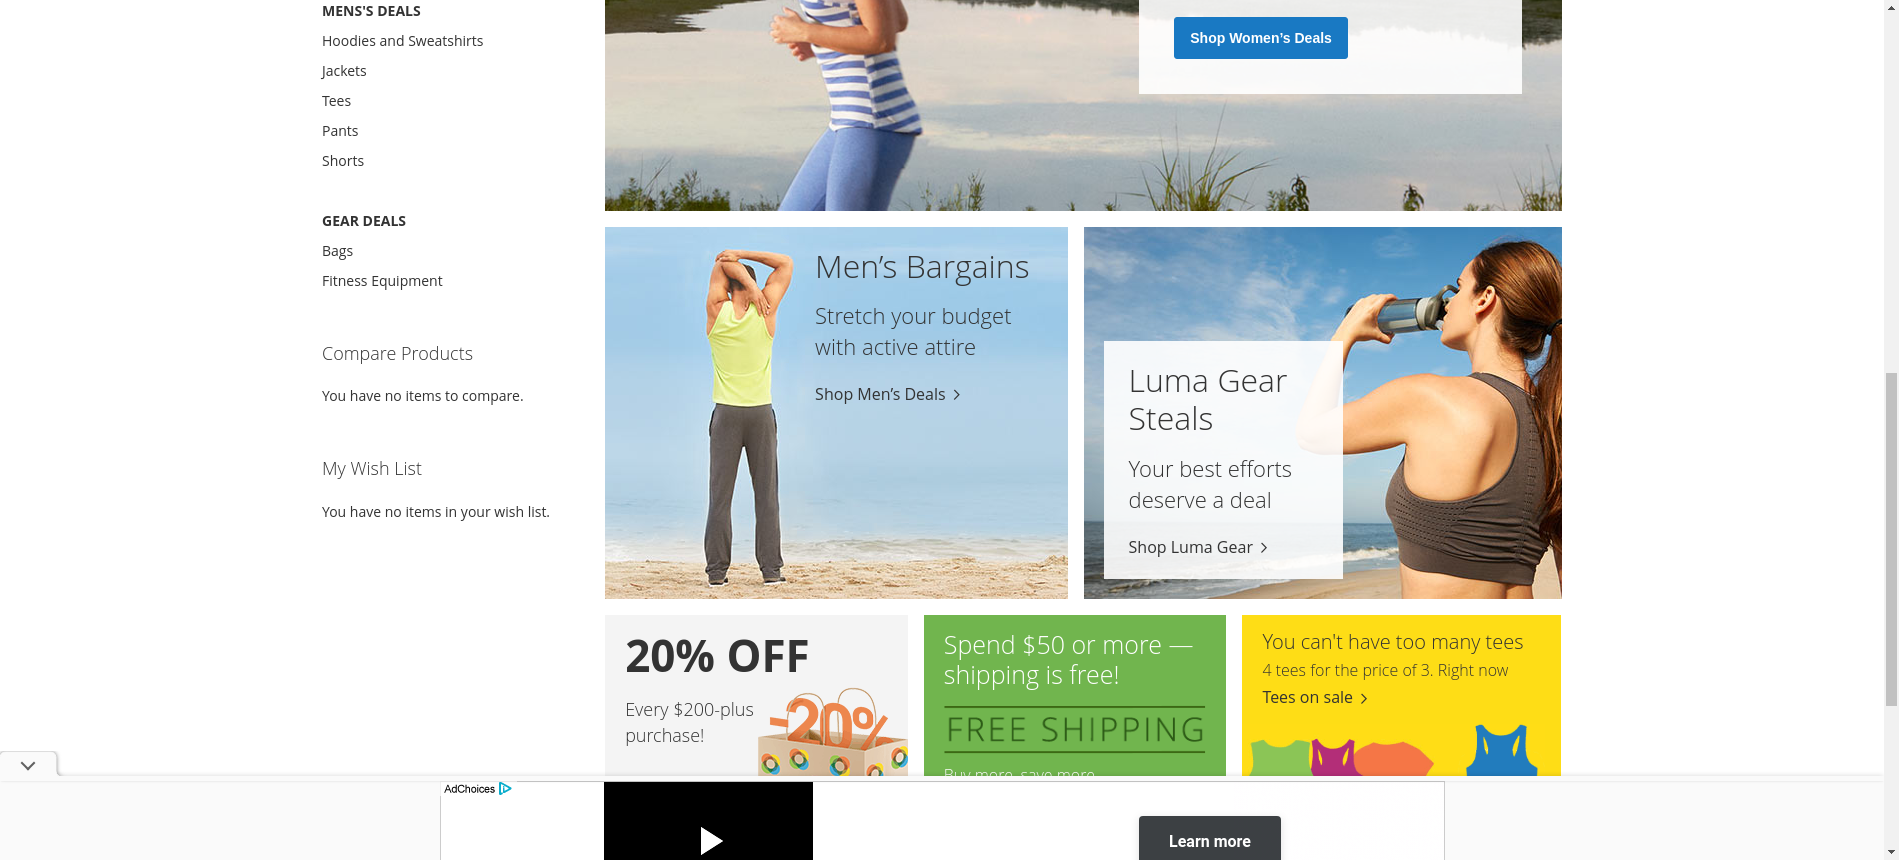 MENS'S DEALS
Hoodies and Sweatshirts
Jackets
Tees
Pants
Shorts
GEAR DEALS
Bags
Fitness Equipment
Compare Products
You have no items to compare.
My Wish List
You have no items in your wish list.
Shop Women’s Deals
Men’s Bargains
Stretch your budget
with active attire
Shop Men’s Deals
Luma Gear
Steals
Your best efforts
deserve a deal
Shop Luma Gear
20% OFF
Every $200-plus
purchase!
-20%
Spend $50 or more —
shipping is free!
FREE SHIPPING
Buy more, save more
You can't have too many tees
4 tees for the price of 3. Right now
Tees on sale
AdChoices
Learn more